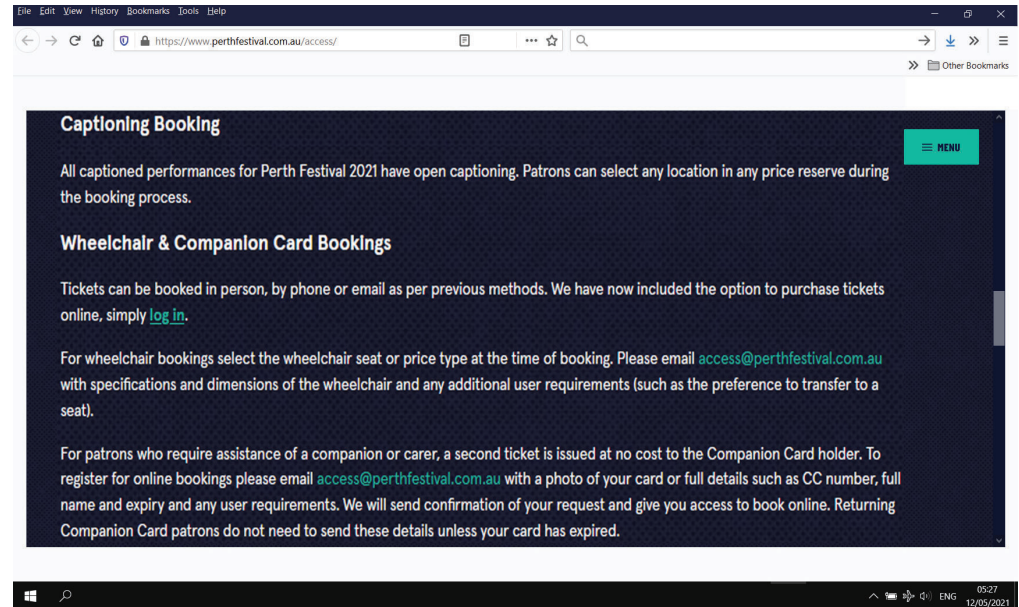 File Edit View History Bookmarks Tools Help
https://www.perthfestival.com.au/access/
Other Bookmarks
Captioning Booking
MENU
All captioned performances for Perth Festival 2021 have open captioning. Patrons can select any location in any price reserve during
the booking process.
Wheelchair & Companion Card Bookings
Tickets can be booked in person, by phone or email as per previous methods. We have now included the option to purchase tickets
online, simply log in.
For wheelchair bookings select the wheelchair seat or price type at the time of booking. Please email access@perthfestival.com.au
with specifications and dimensions of the wheelchair and any additional user requirements (such as the preference to transfer to a
seat).
For patrons who require assistance of a companion or carer, a second ticket is issued at no cost to the Companion Card holder. To
register for online bookings please email access@perthfestival.com.au with a photo of your card or full details such as CC number, full
name and expiry and any user requirements. We will send confirmation of your request and give you access to book online. Returning
Companion Card patrons do not need to send these details unless your card has expired.
ENG
05:27
12/05/2021